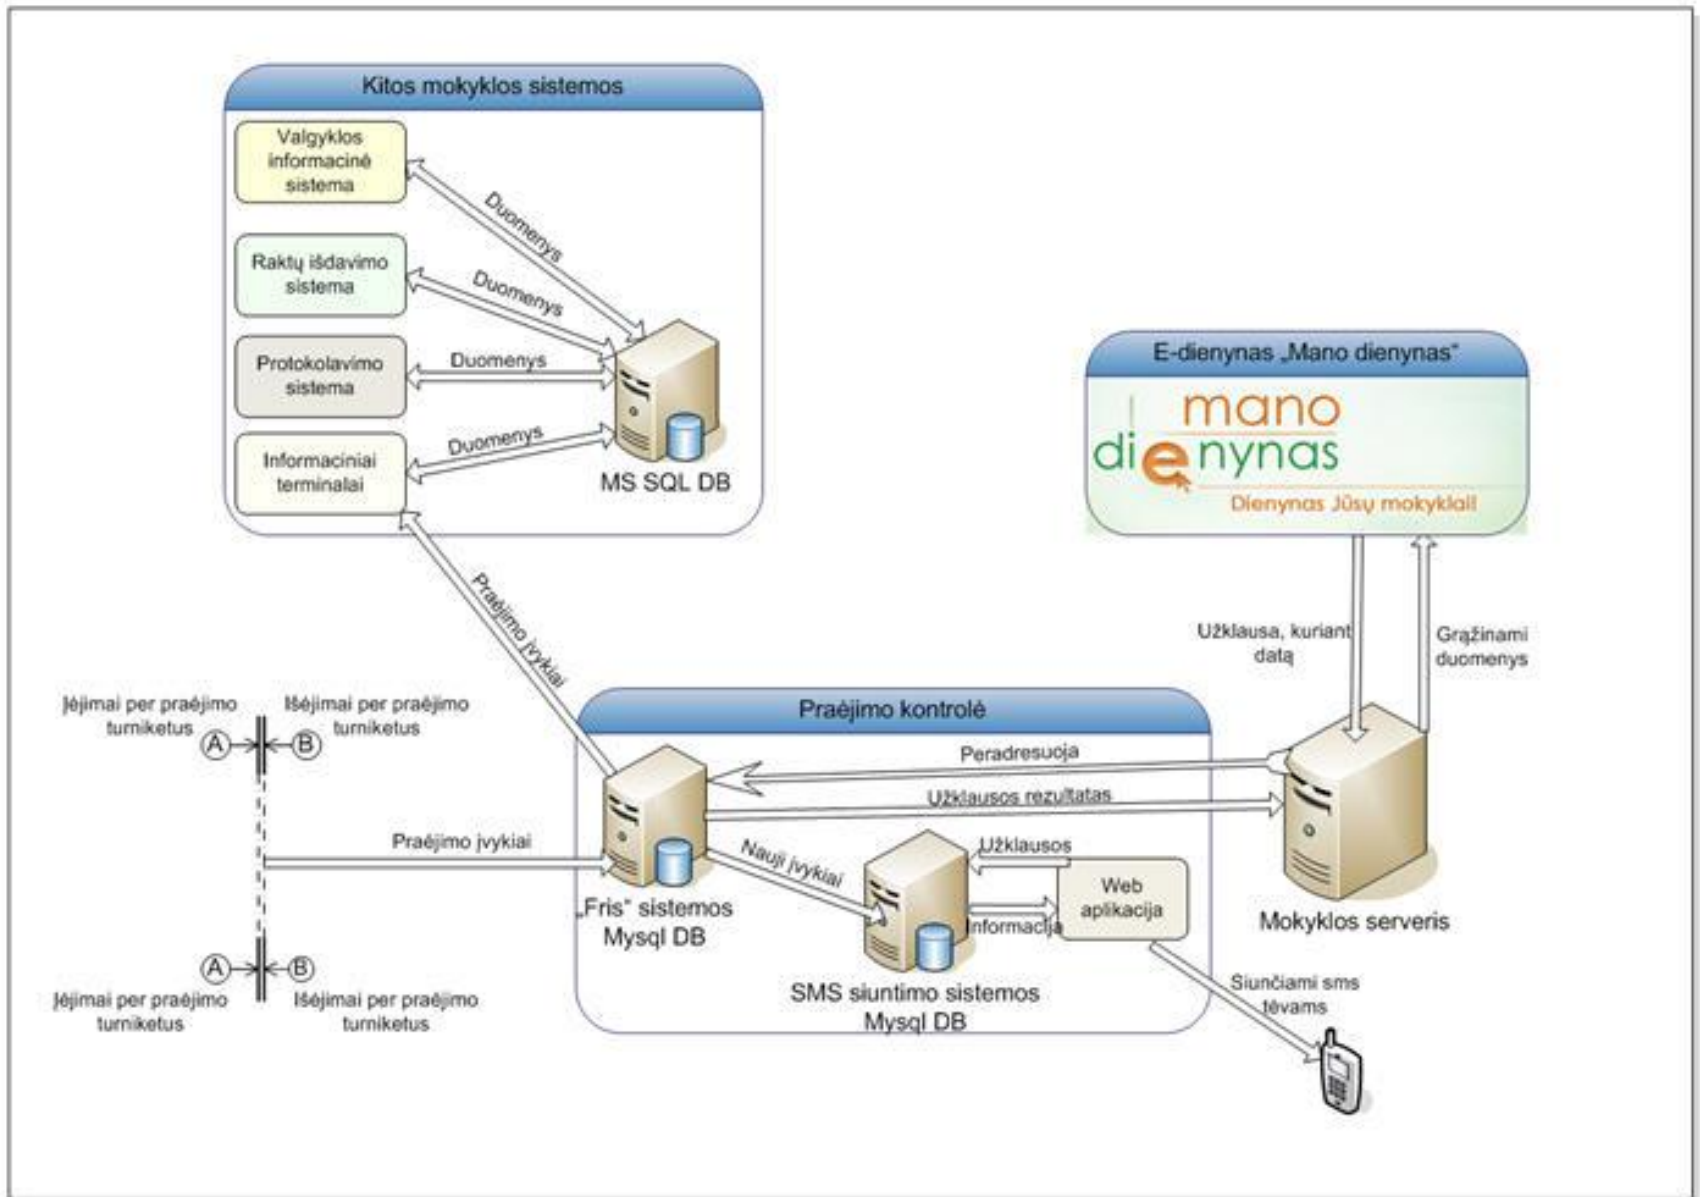 Kitos mokyklos sistemos
Valgyklos
informacinė
sistema
Duomenys
Raktų išdavimo
sistema
Duomenys
Protokolavimo
sistema
Duomenys
Informaciniai
terminalai
Duomenys
MS SQL DB
E-dienynas „Mano dienynas“
mano
dienynas
Dienynas Jūsų mokyklai!
Praėjimo įvykiai
Užklausa, kuriant
datą
Grąžinami
duomenys
Įėjimai per praėjimo
turniketus
Išėjimai per praėjimo
turniketus
A
B
Praėjimo kontrolė
Peradresuoja
Užklausos rezultatas
Praėjimo įvykiai
Nauji įvykiai
Užklausos
Web
aplikacija
Informacija
„Fris“ sistemos
Mysql DB
Mokyklos serveris
A
B
Įėjimai per praėjimo
turniketus
Išėjimai per praėjimo
turniketus
SMS siuntimo sistemos
Mysql DB
Siunčiami sms
tėvams